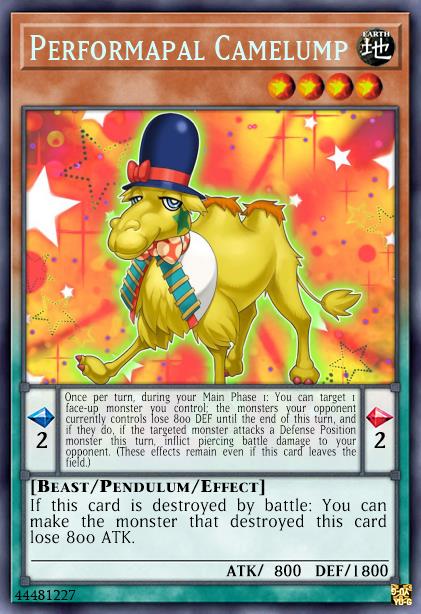 PERFORMAPAL CAMELUMP
EARTH
地
Once per turn, during your Main Phase 1: You can target 1
face-up monster you control; the monsters your opponent
currently controls lose 800 DEF until the end of this turn, and
if they do, if the targeted monster attacks a Defense Position
monster this turn, inflict piercing battle damage to your
opponent. (These effects remain even if this card leaves the
field.)
2
2
[BEAST/PENDULUM/EFFECT]
If this card is destroyed by battle: You can
make the monster that destroyed this card
lose 800 ATK.
ATK/ 800 DEF/1800
44481227